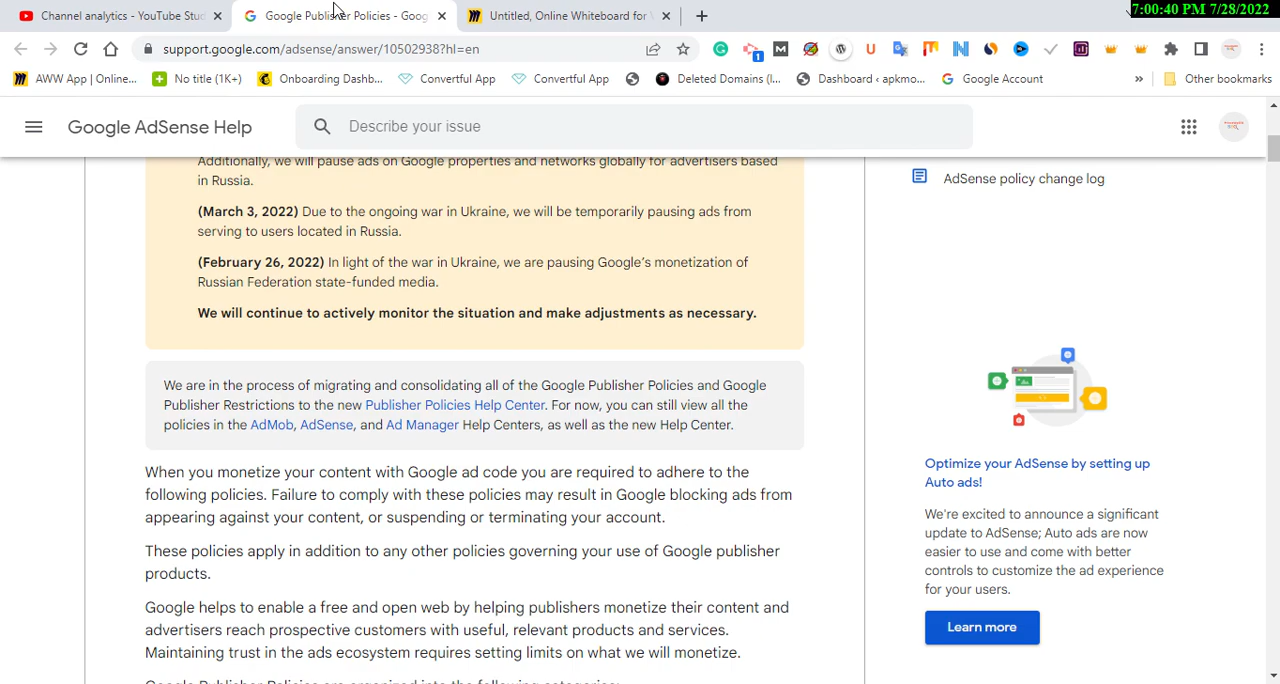 Channel analytics - YouTube Stu
Google Publisher Policies - Goo
Untitled, Online Whiteboard for
7:00:40 PM 7/28/2022
support.google.com/adsense/answer/10502938?hl=en
AWW App | Online...
No title (1K+)
Onboarding Dashb...
Converful App
Convertful App
Deleted Domains (l...
Dashboard ‹ apkmo...
Google Account
»
Other bookmarks
Google AdSense Help
Describe your issue
Additionally, we will pause ads on Google properties and networks globally for advertisers based
in Russia.
AdSense policy change log
(March 3, 2022) Due to the ongoing war in Ukraine, we will be temporarily pausing ads from
serving to users located in Russia.
(February 26, 2022) In light of the war in Ukraine, we are pausing Google's monetization of
Russian Federation state-funded media.
We will continue to actively monitor the situation and make adjustments as necessary.
We are in the process of migrating and consolidating all of the Google Publisher Policies and Google
Publisher Restrictions to the new Publisher Policies Help Center. For now, you can still view all the
policies in the AdMob, AdSense, and Ad Manager Help Centers, as well as the new Help Center.
When you monetize your content with Google ad code you are required to adhere to the
following policies. Failure to comply with these policies may result in Google blocking ads from
appearing against your content, or suspending or terminating your account.
These policies apply in addition to any other policies governing your use of Google publisher
products.
Google helps to enable a free and open web by helping publishers monetize their content and
advertisers reach prospective customers with useful, relevant products and services.
Maintaining trust in the ads ecosystem requires setting limits on what we will monetize.
Google Publisher Policies are organized into the following categories:
Optimize your AdSense by setting up
Auto ads!
We're excited to announce a significant
update to AdSense; Auto ads are now
easier to use and come with better
controls to customize the ad experience
for your users.
Learn more